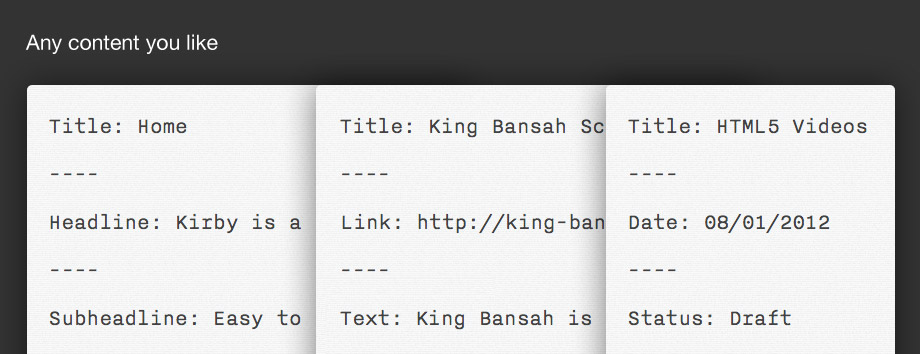 Any content you like
Title: Home
----
Headline: Kirby is a
----
Subheadline: Easy to
Title: King Bansah Sc
----
Link: http://king-ban
----
Text: King Bansah is
Title: HTML5 Videos
----
Date: 08/01/2012
----
Status: Draft